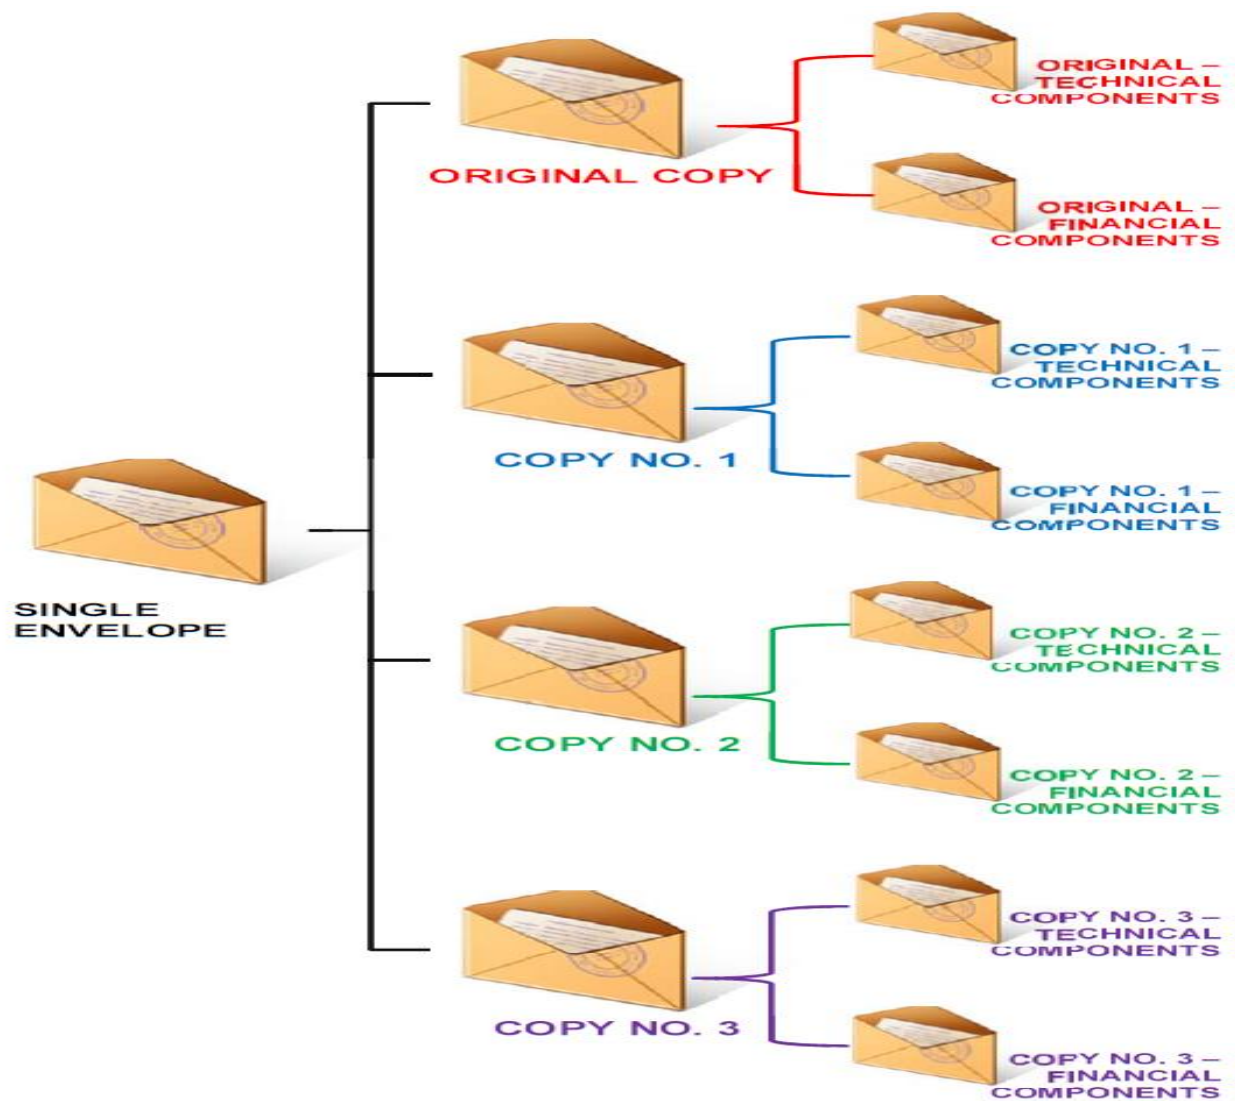 ORIGINAL –
TECHNICAL
COMPONENTS
ORIGINAL COPY
ORIGINAL –
FINANCIAL
COMPONENTS
COPY NO. 1 –
TECHNICAL
COMPONENTS
COPY NO. 1
COPY NO. 1 –
FINANCIAL
COMPONENTS
SINGLE
ENVELOPE
COPY NO. 2 –
TECHNICAL
COMPONENTS
COPY NO. 2
COPY NO. 2 –
FINANCIAL
COMPONENTS
COPY NO. 3 –
TECHNICAL
COMPONENTS
COPY NO. 3
COPY NO. 3 –
FINANCIAL
COMPONENTS